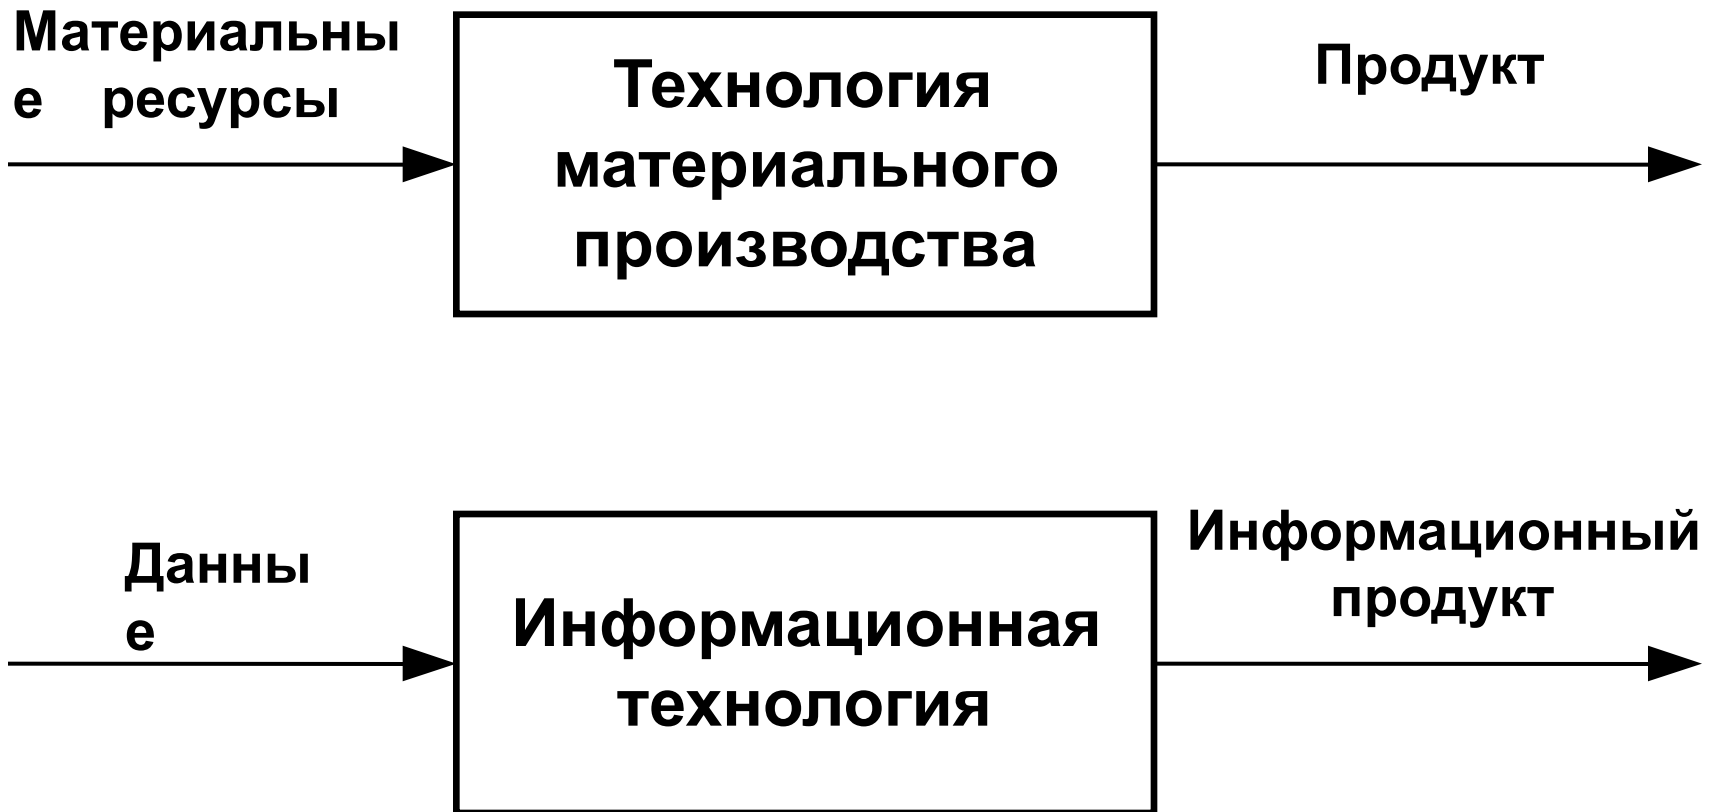 Материальны
е ресурсы
Технология
материального
производства
Продукт
Данны
е
Информационная
технология
Информационный
продукт